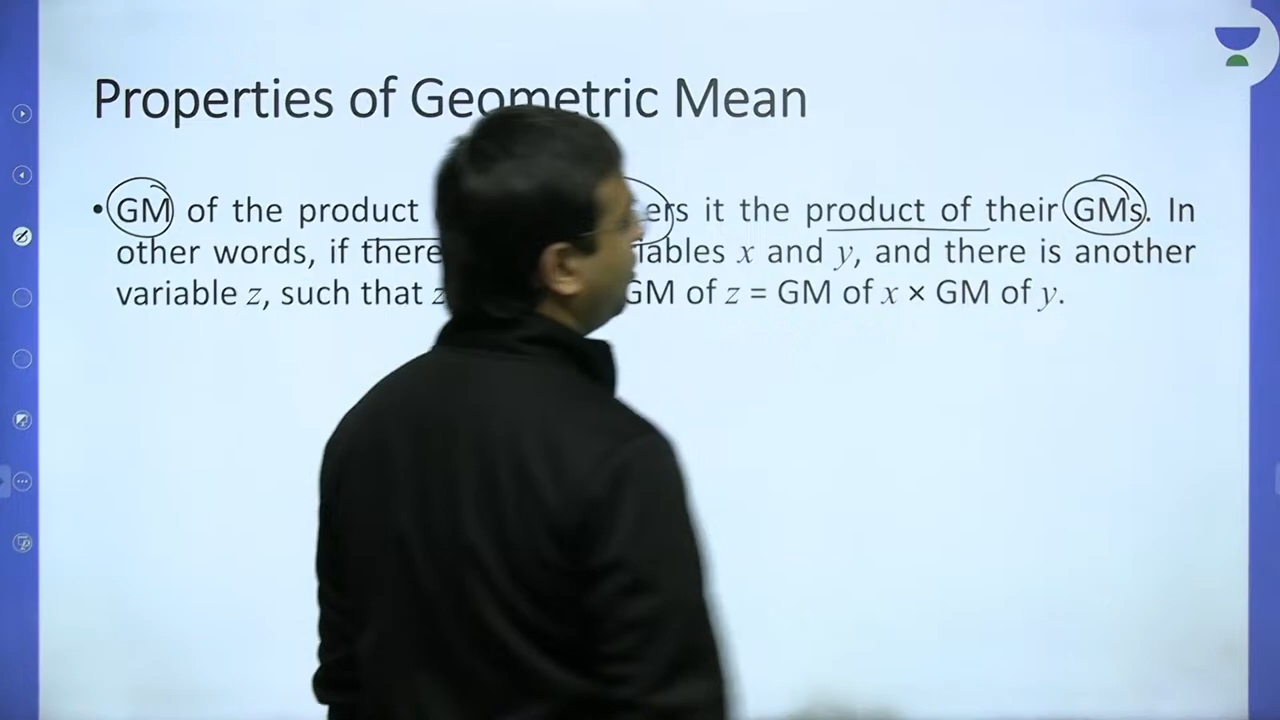 Properties of Geometric Mean
• GM of the product ers it the product of their GMs. In
other words, if there iables x and y, and there is another
variable z, such that z GM of z = GM of x × GM of y.